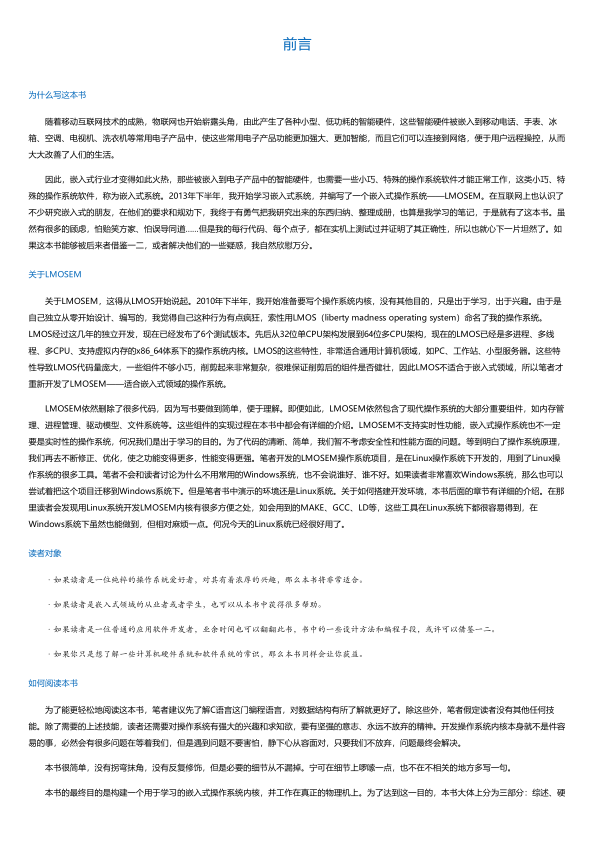 前言
为什么写这本书
随着移动互联网技术的成熟，物联网也开始崭露头角，由此产生了各种小型、低功耗的智能硬件，这些智能硬件被嵌入到移动电话、手表、冰
箱、空调、电视机、洗衣机等常用电子产品中，使这些常用电子产品功能更加强大、更加智能，而且它们可以连接到网络，便于用户远程操控，从而
大大改善了人们的生活。
因此，嵌入式行业才变得如此火热，那些被嵌入到电子产品中的智能硬件，也需要一些小巧、特殊的操作系统软件才能正常工作，这类小巧、特
殊的操作系统软件，称为嵌入式系统。2013年下半年，我开始学习嵌入式系统，并编写了一个嵌入式操作系统——LMOSEM。在互联网上也认识了
不少研究嵌入式的朋友，在他们的要求和规劝下，我终于有勇气把我研究出来的东西归纳、整理成册，也算是我学习的笔记，于是就有了这本书。虽
然有很多的顾虑，怕贻笑方家、怕误导同道......但是我的每行代码、每个点子，都在实机上测试过并证明了其正确性，所以也就心下一片坦然了。如
果这本书能够被后来者借鉴一二，或者解决他们的一些疑惑，我自然欣慰万分。
关于LMOSEM
关于LMOSEM，这得从LMOS开始说起。2010年下半年，我开始准备要写个操作系统内核，没有其他目的，只是出于学习，出于兴趣。由于是
自己独立从零开始设计、编写的，我觉得自己这种行为有点疯狂，索性用LMOS（liberty madness operating system）命名了我的操作系统。
LMOS经过这几年的独立开发，现在已经发布了6个测试版本。先后从32位单CPU架构发展到64位多CPU架构，现在的LMOS已经是多进程、多线
程、多CPU、支持虚拟内存的x86_64体系下的操作系统内核。LMOS的这些特性，非常适合通用计算机领域，如PC、工作站、小型服务器。这些特
性导致LMOS代码量庞大，一些组件不够小巧，削剪起来非常复杂，很难保证削剪后的组件是否健壮，因此LMOS不适合于嵌入式领域，所以笔者才
重新开发了LMOSEM——适合嵌入式领域的操作系统。
LMOSEM依然删除了很多代码，因为写书要做到简单，便于理解。即便如此，LMOSEM依然包含了现代操作系统的大部分重要组件，如内存管
理、进程管理、驱动模型、文件系统等。这些组件的实现过程在本书中都会有详细的介绍。LMOSEM不支持实时性功能，嵌入式操作系统也不一定
要是实时性的操作系统，何况我们是出于学习的目的。为了代码的清晰、简单，我们暂不考虑安全性和性能方面的问题。等到明白了操作系统原理，
我们再去不断修正、优化，使之功能变得更多，性能变得更强。笔者开发的LMOSEM操作系统项目，是在Linux操作系统下开发的，用到了Linux操
作系统的很多工具。笔者不会和读者讨论为什么不用常用的Windows系统，也不会说谁好、谁不好。如果读者非常喜欢Windows系统，那么也可以
尝试着把这个项目迁移到Windows系统下。但是笔者书中演示的环境还是Linux系统。关于如何搭建开发环境，本书后面的章节有详细的介绍。在那
里读者会发现用Linux系统开发LMOSEM内核有很多方便之处，如会用到的MAKE、GCC、LD等，这些工具在Linux系统下都很容易得到，在
Windows系统下虽然也能做到，但相对麻烦一点。何况今天的Linux系统已经很好用了。
读者对象
· 如果读者是一位纯粹的操作系统爱好者，对其有着浓厚的兴趣，那么本书将非常适合。
· 如果读者是嵌入式领域的从业者或者学生，也可以从本书中获得很多帮助。
· 如果读者是一位普通的应用软件开发者，业余时间也可以翻翻此书，书中的一些设计方法和编程手段，或许可以借鉴一二。
· 如果你只是想了解一些计算机硬件系统和软件系统的常识，那么本书同样会让你获益。
如何阅读本书
为了能更轻松地阅读这本书，笔者建议先了解C语言这门编程语言，对数据结构有所了解就更好了。除这些外，笔者假定读者没有其他任何技
能。除了需要的上述技能，该者还需要对操作系统有强大的兴趣和求知欲，要有坚强的意志、永远不放弃的精神。开发操作系统内核本身就不是件容
易的事，必然会有很多问题在等着我们，但是遇到问题不要害怕，静下心从容面对，只要我们不放弃，问题最终会解决。
本书很简单，没有拐弯抹角，没有反复修饰，但是必要的细节从不漏掉。宁可在细节上啰嗦一点，也不在不相关的地方多写一句。
本书的最终目的是构建一个用于学习的嵌入式操作系统内核，并工作在真正的物理机上。为了达到这一目的，本书大体上分为三部分：综述、硬